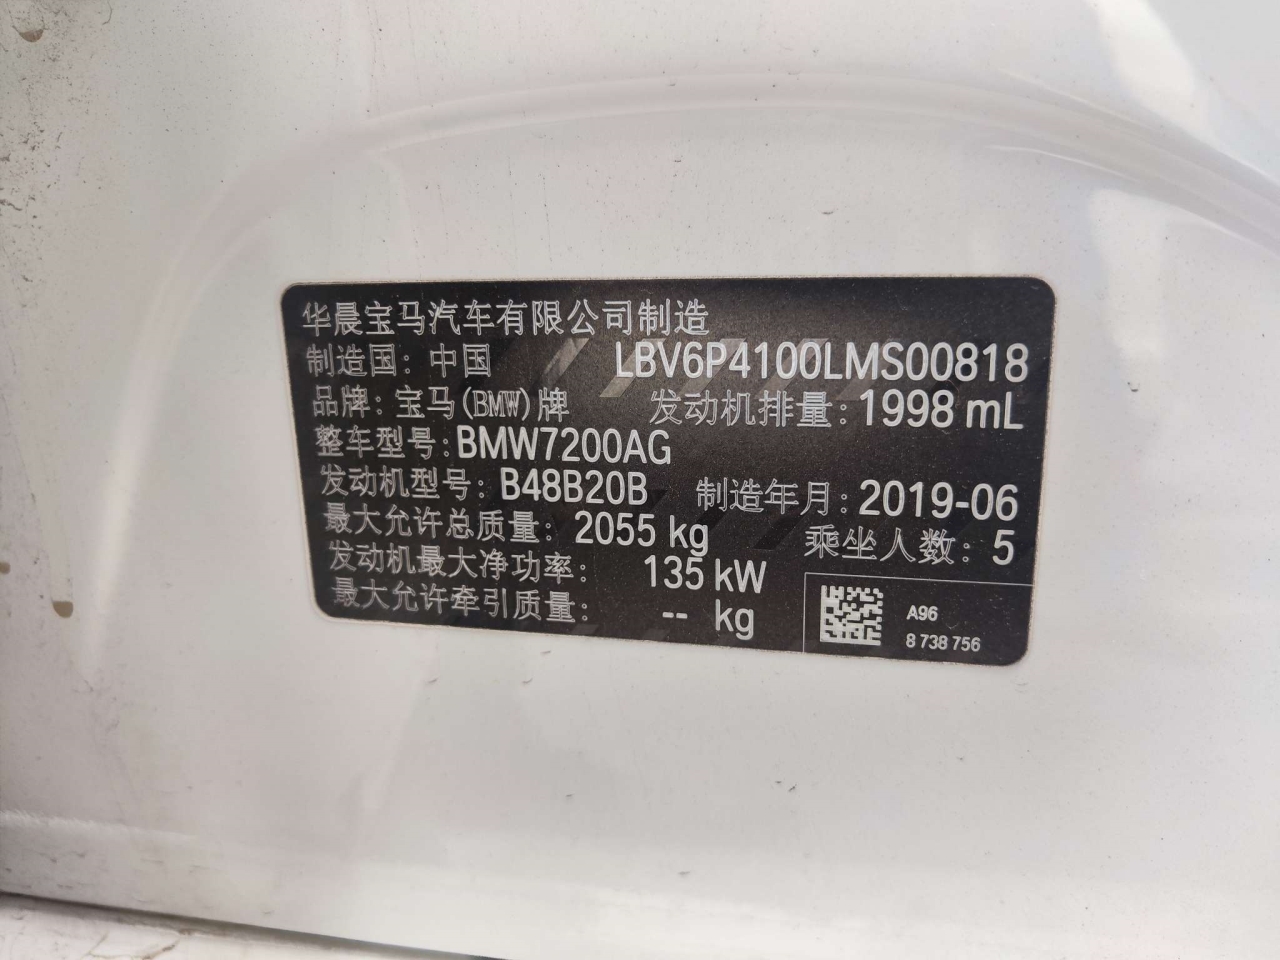 华晨宝马汽车有限公司制造
制造国: 中国 LBV6P4100LMS00818
品牌: 宝马(BMW)牌 发动机排量: 1998 mL
整车型号: BMW7200AG
发动机型号: B48B20B 制造年月: 2019-06
最大允许总质量: 2055 kg 乘坐人数: 5
发动机最大净功率: 135 kW
最大允许牵引质量: -- kg
A96
8 738 756